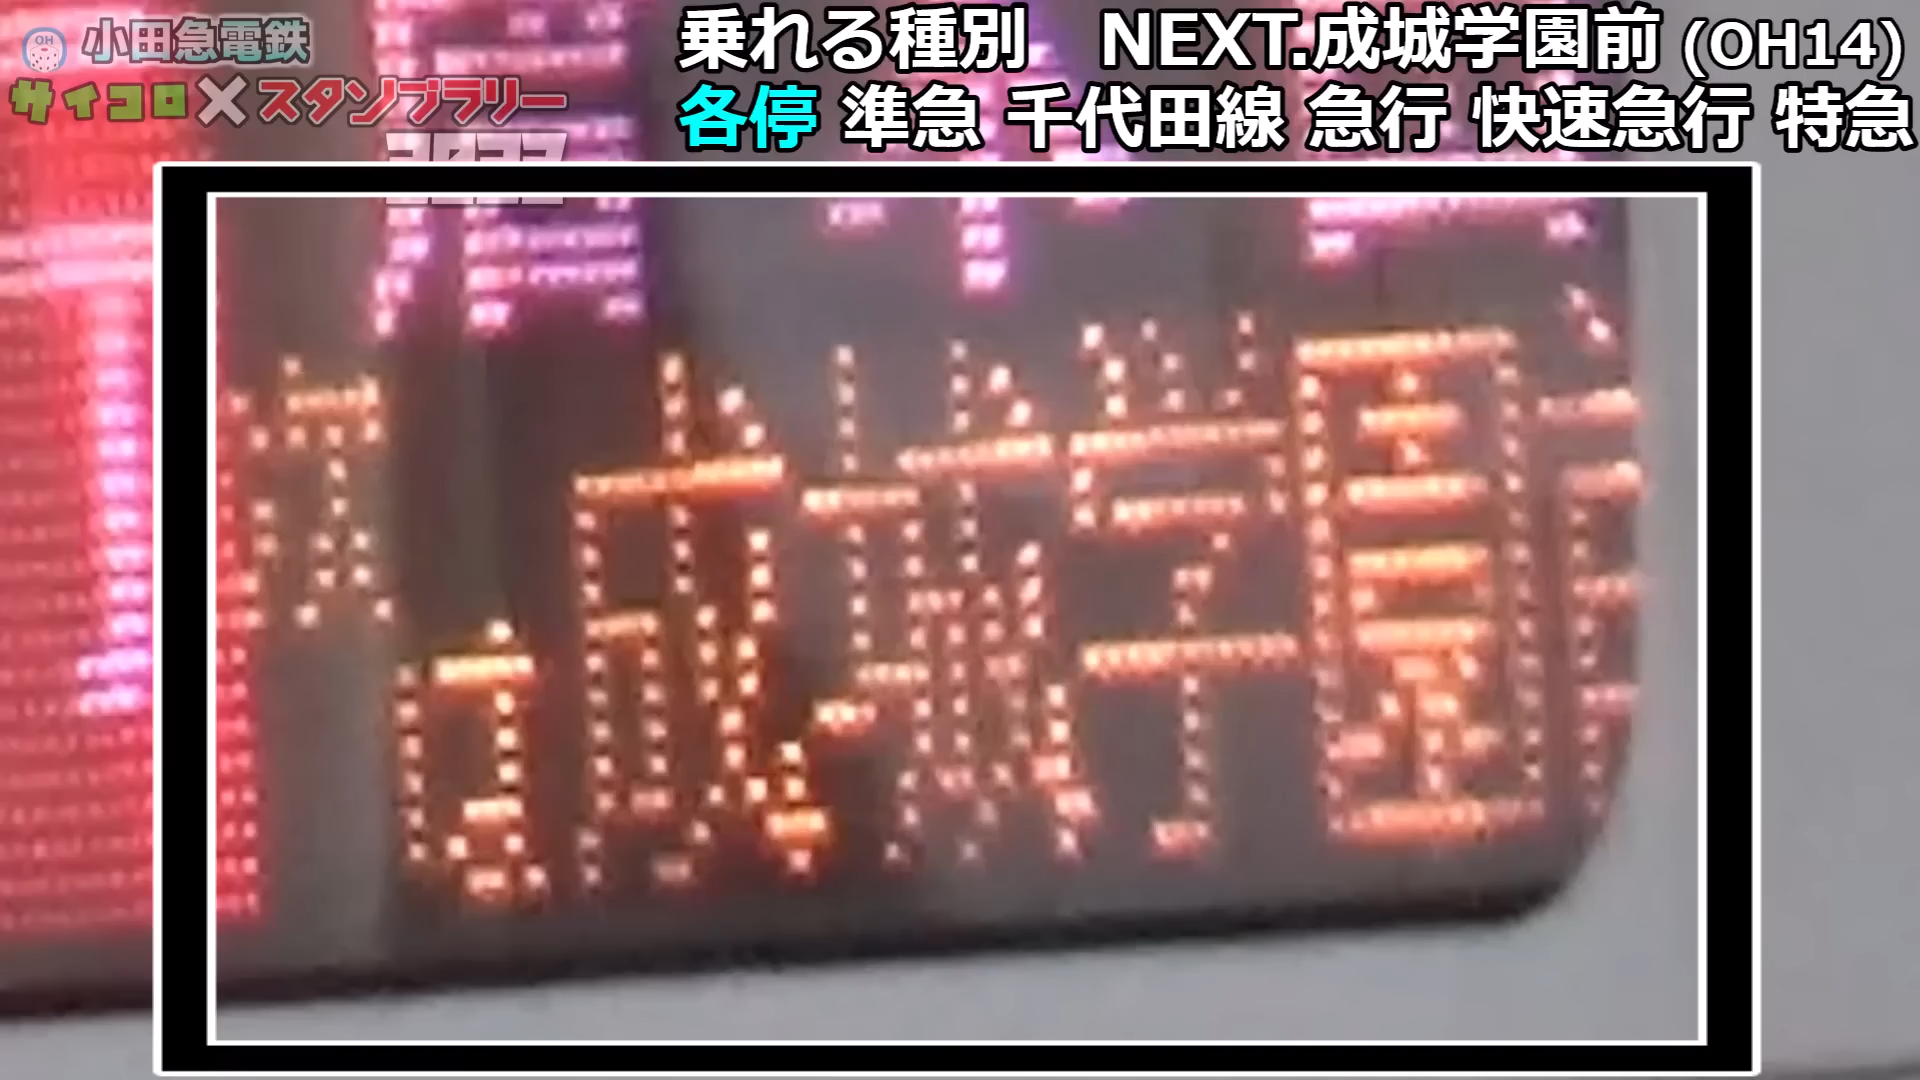 小田急電鉄
サイコロ×スタンプラリー
2022
乗れる種別　NEXT.成城学園前 (OH14)
各停 準急 千代田線 急行 快速急行 特急
成城学園